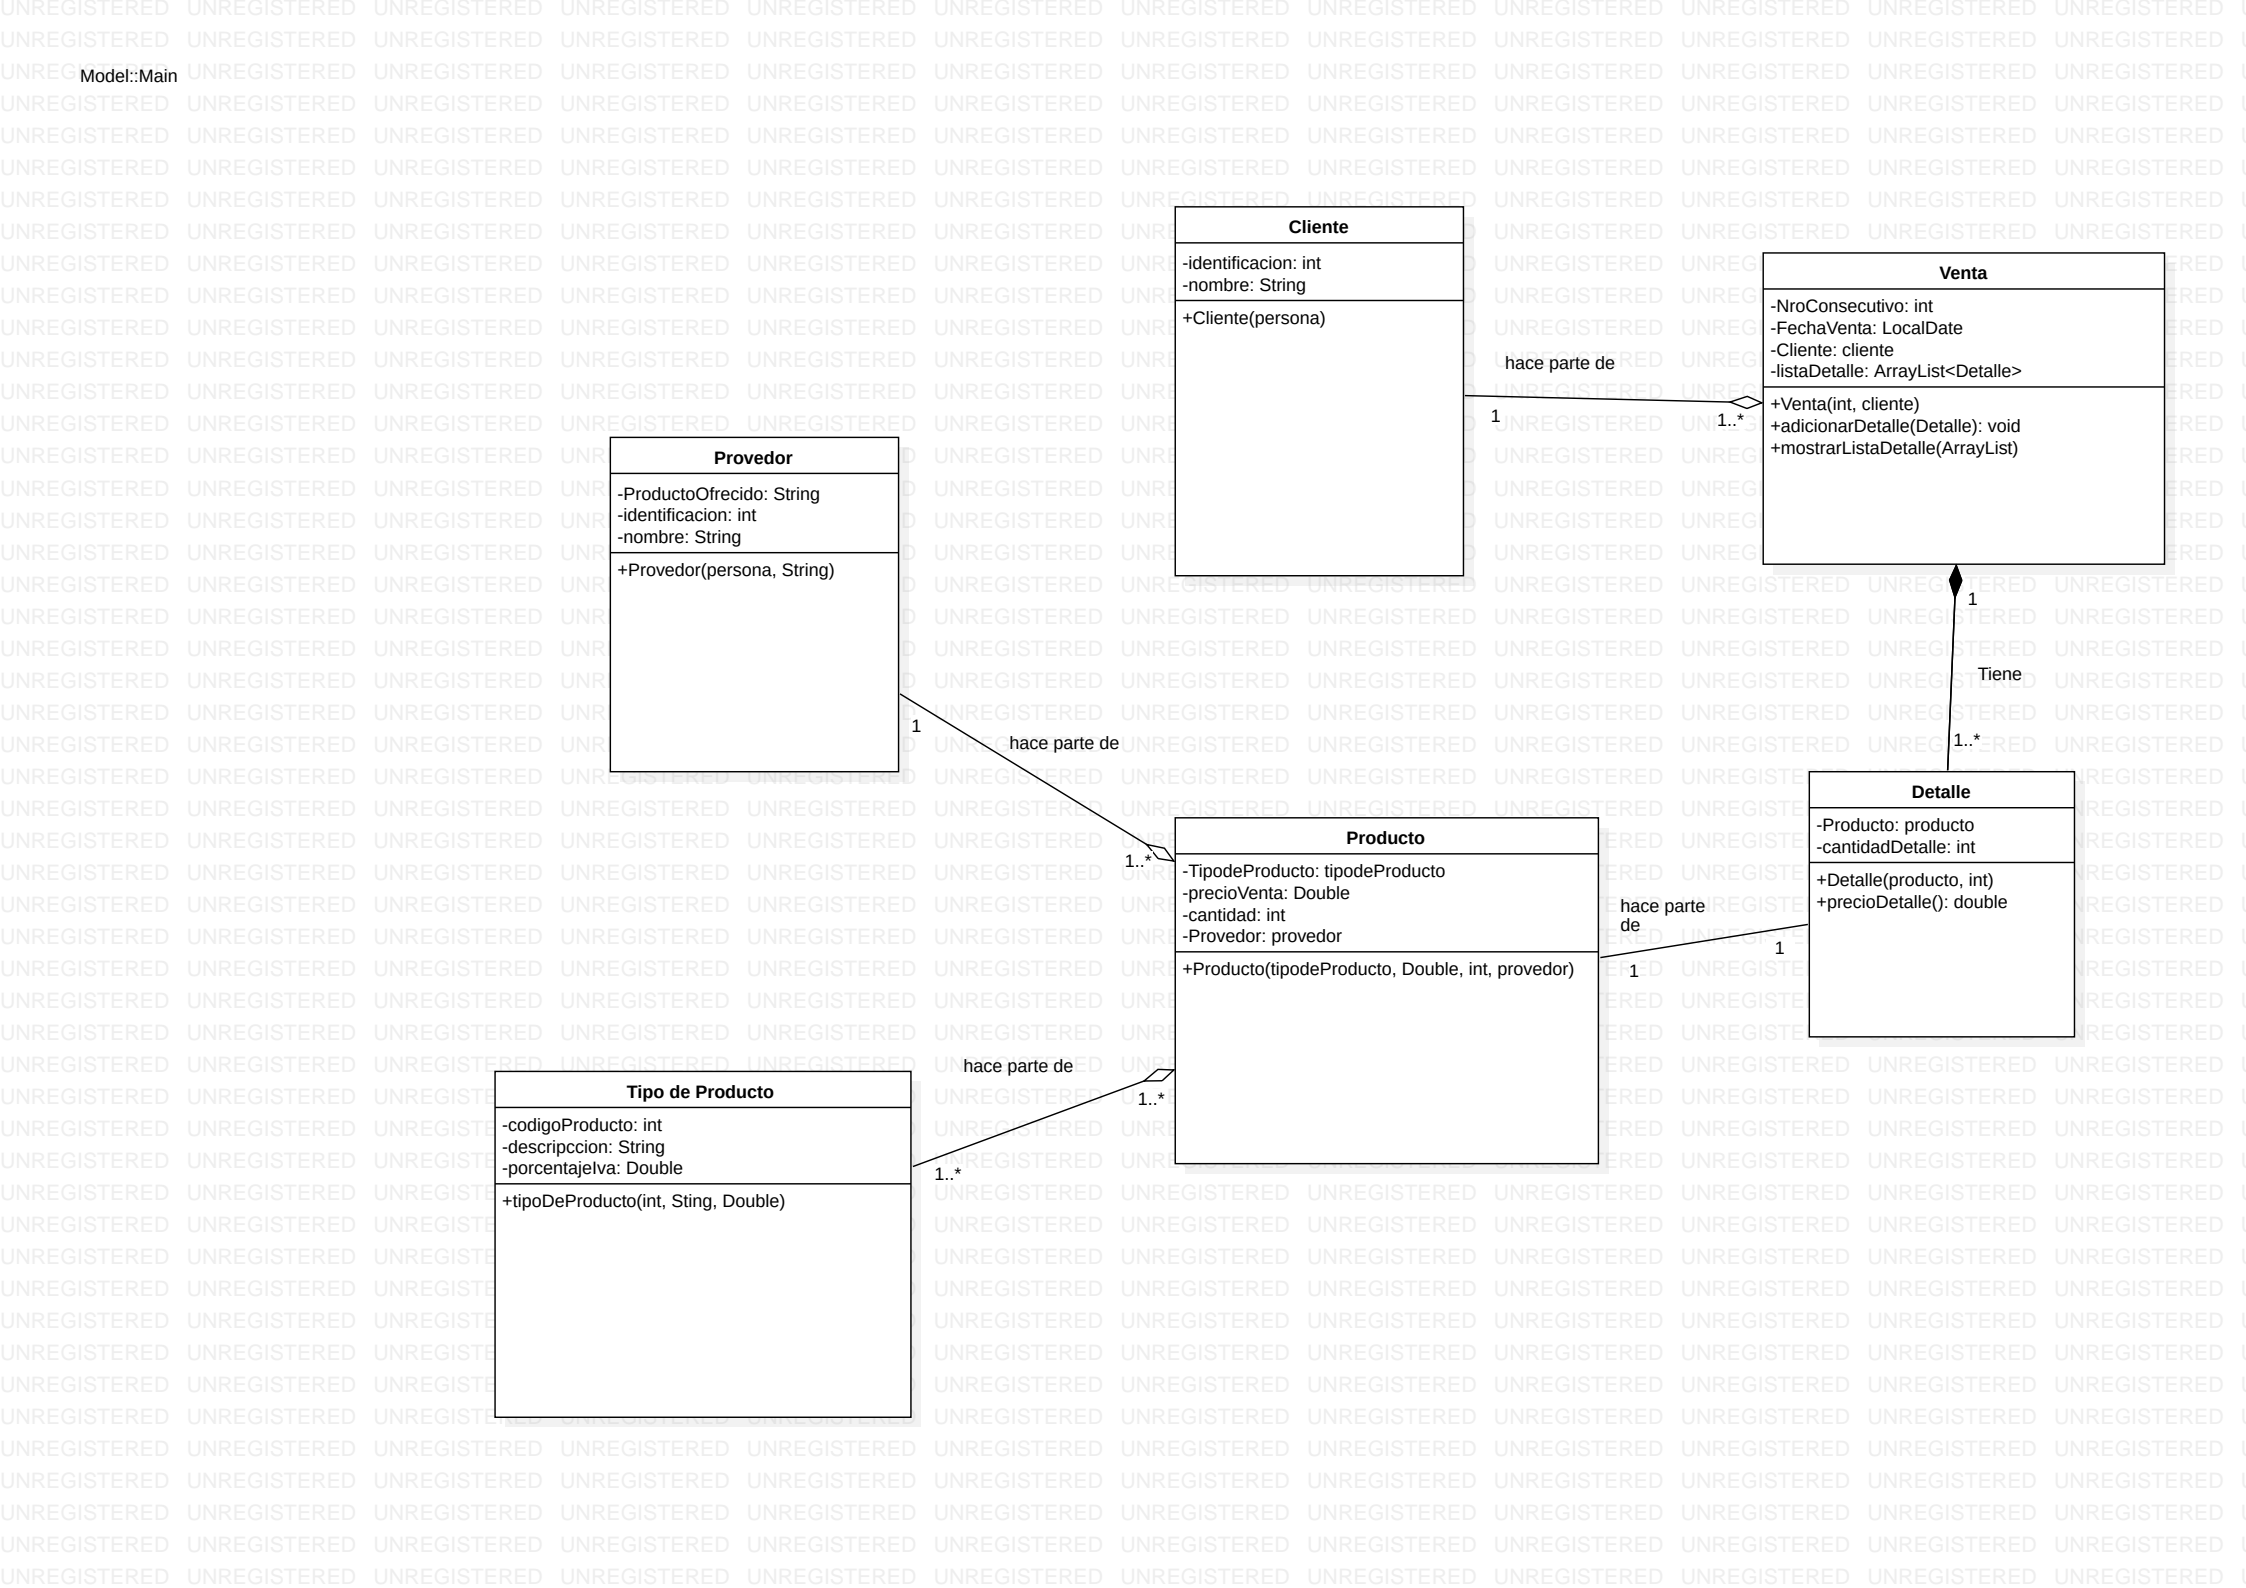 Model::Main
Cliente
-identificacion: int
-nombre: String
+Cliente(persona)
Venta
-NroConsecutivo: int
-FechaVenta: LocalDate
-Cliente: cliente
-listaDetalle: ArrayList<Detalle>
+Venta(int, cliente)
+adicionarDetalle(Detalle): void
+mostrarListaDetalle(ArrayList)
hace parte de
1
1..*
Provedor
-ProductoOfrecido: String
-identificacion: int
-nombre: String
+Provedor(persona, String)
1
Tiene
1..*
1
hace parte de
1..*
Detalle
-Producto: producto
-cantidadDetalle: int
+Detalle(producto, int)
+precioDetalle(): double
Producto
-TipodeProducto: tipodeProducto
-precioVenta: Double
-cantidad: int
-Provedor: provedor
+Producto(tipodeProducto, Double, int, provedor)
hace parte
de
1
1
hace parte de
1..*
1..*
Tipo de Producto
-codigoProducto: int
-descripccion: String
-porcentajeIva: Double
+tipoDeProducto(int, Sting, Double)
UNREGISTERED